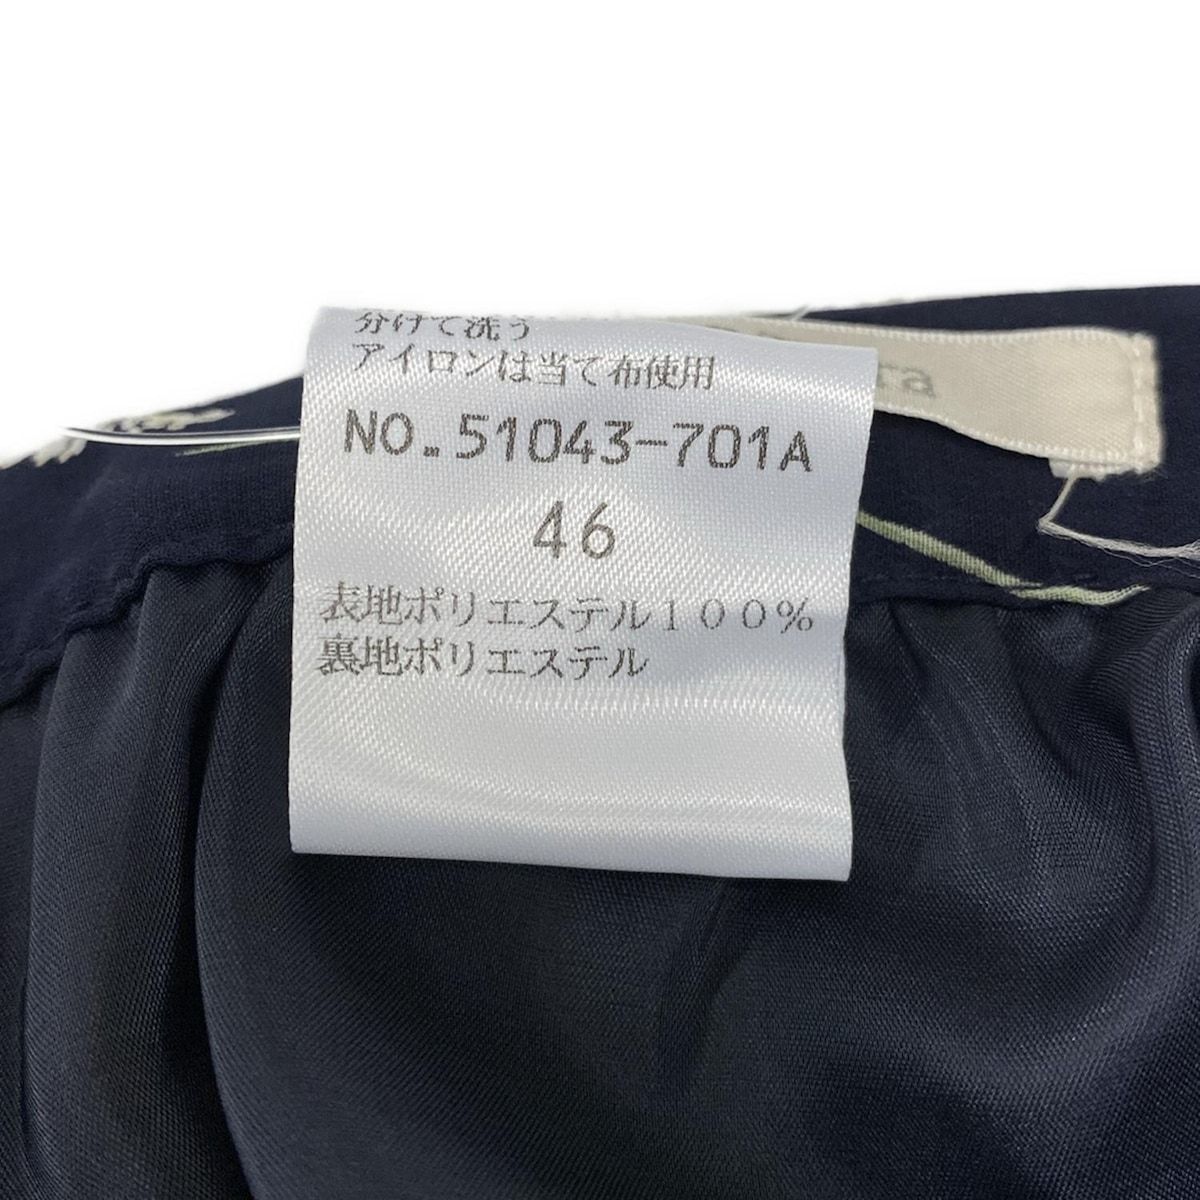 分けて洗う
アイロンは当て布使用
NO.51043-701A
46
表地ポリエステル１００％
裏地ポリエステル
ra